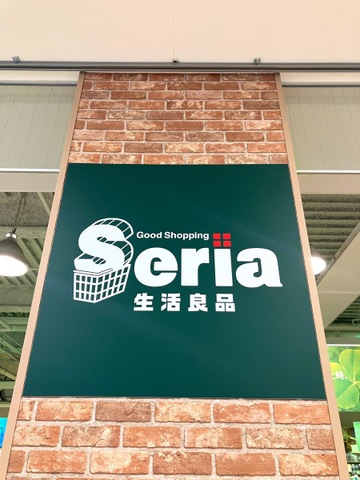 Good Shopping
Seria
生活良品